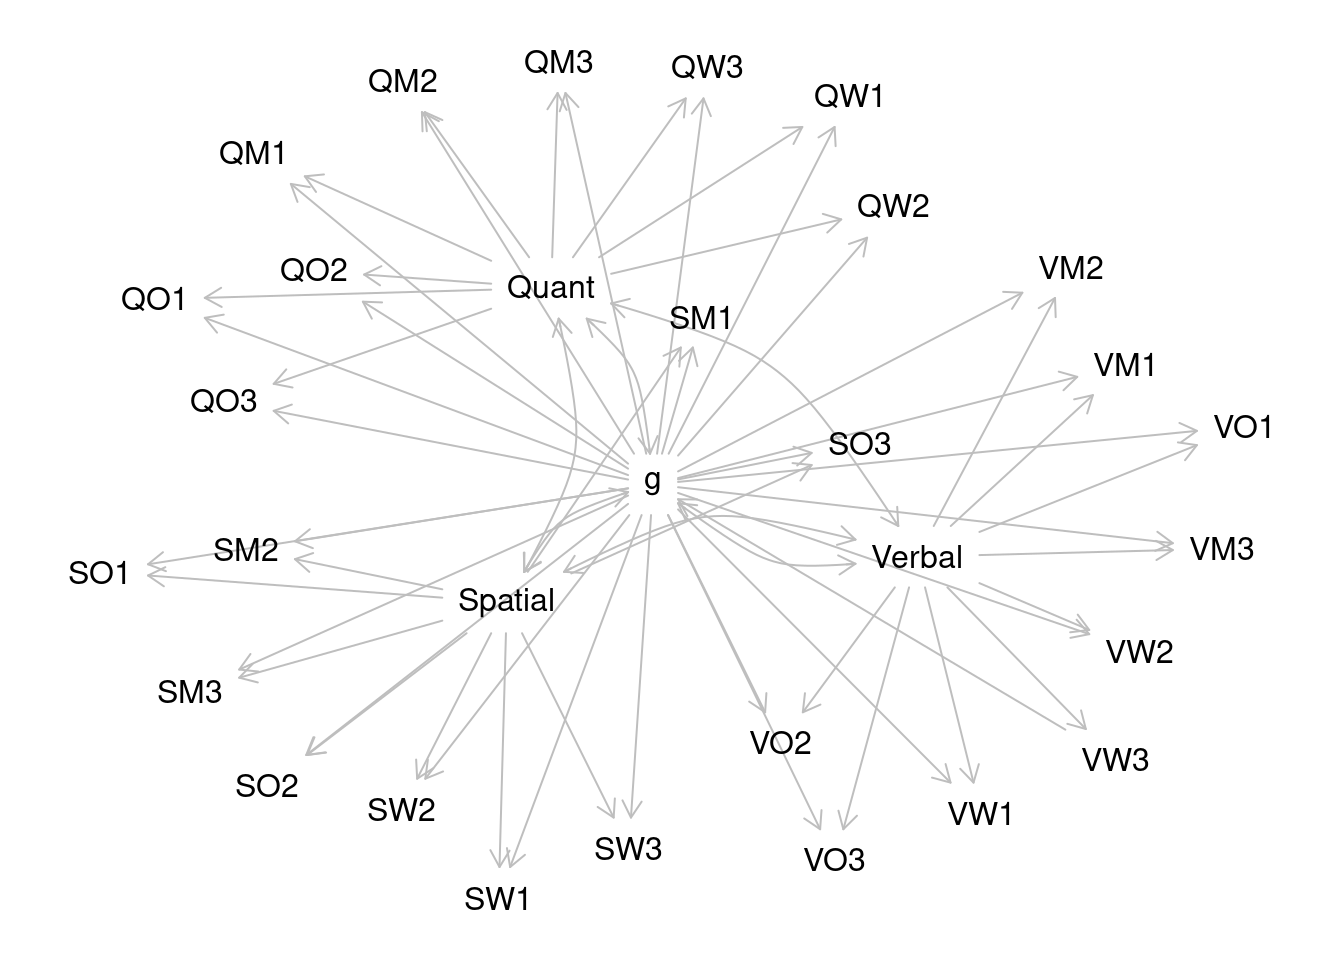 QM3
QW3
QM2
QW1
QM1
QW2
VM2
QO2
Quant
QO1
SM1
VM1
QO3
VO1
SO3
g
SM2
VM3
Verbal
SO1
Spatial
VW2
SM3
VO2
VW3
SO2
SW2
VW1
SW3
VO3
SW1